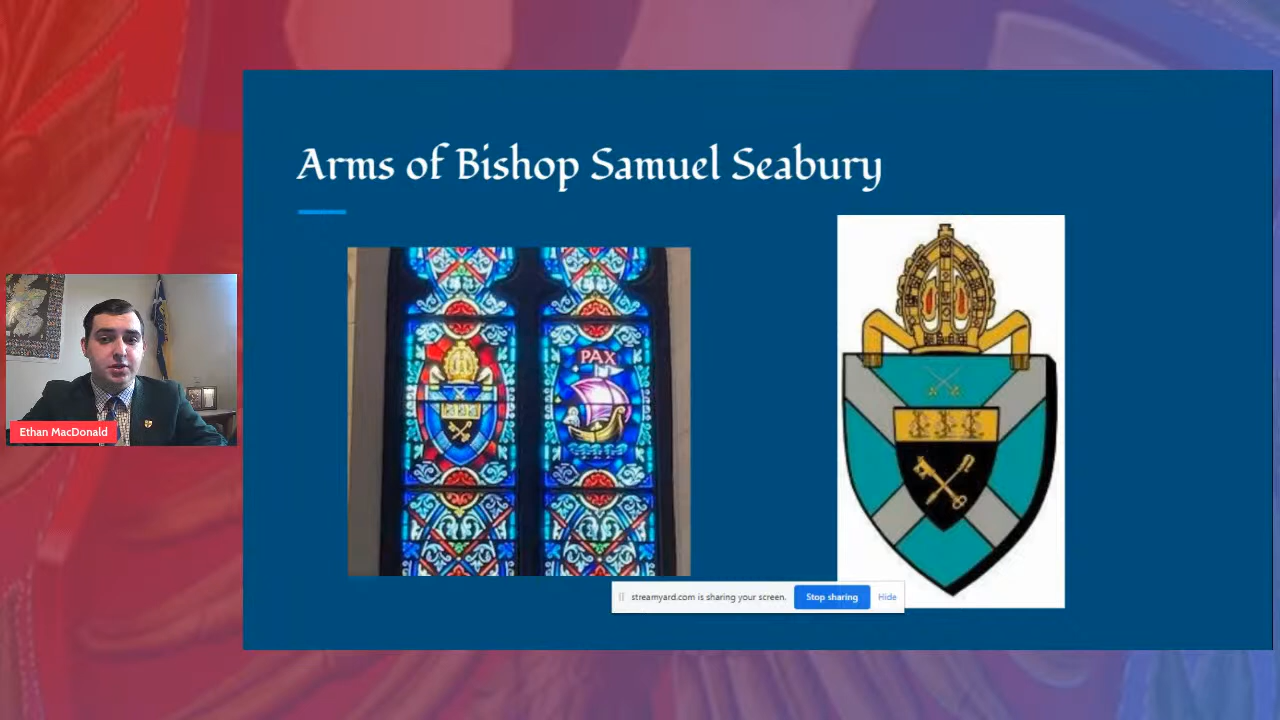 Arms of Bishop Samuel Seabury
PAX
Ethan MacDonald
streamyard.com is sharing your screen. Stop sharing Hide